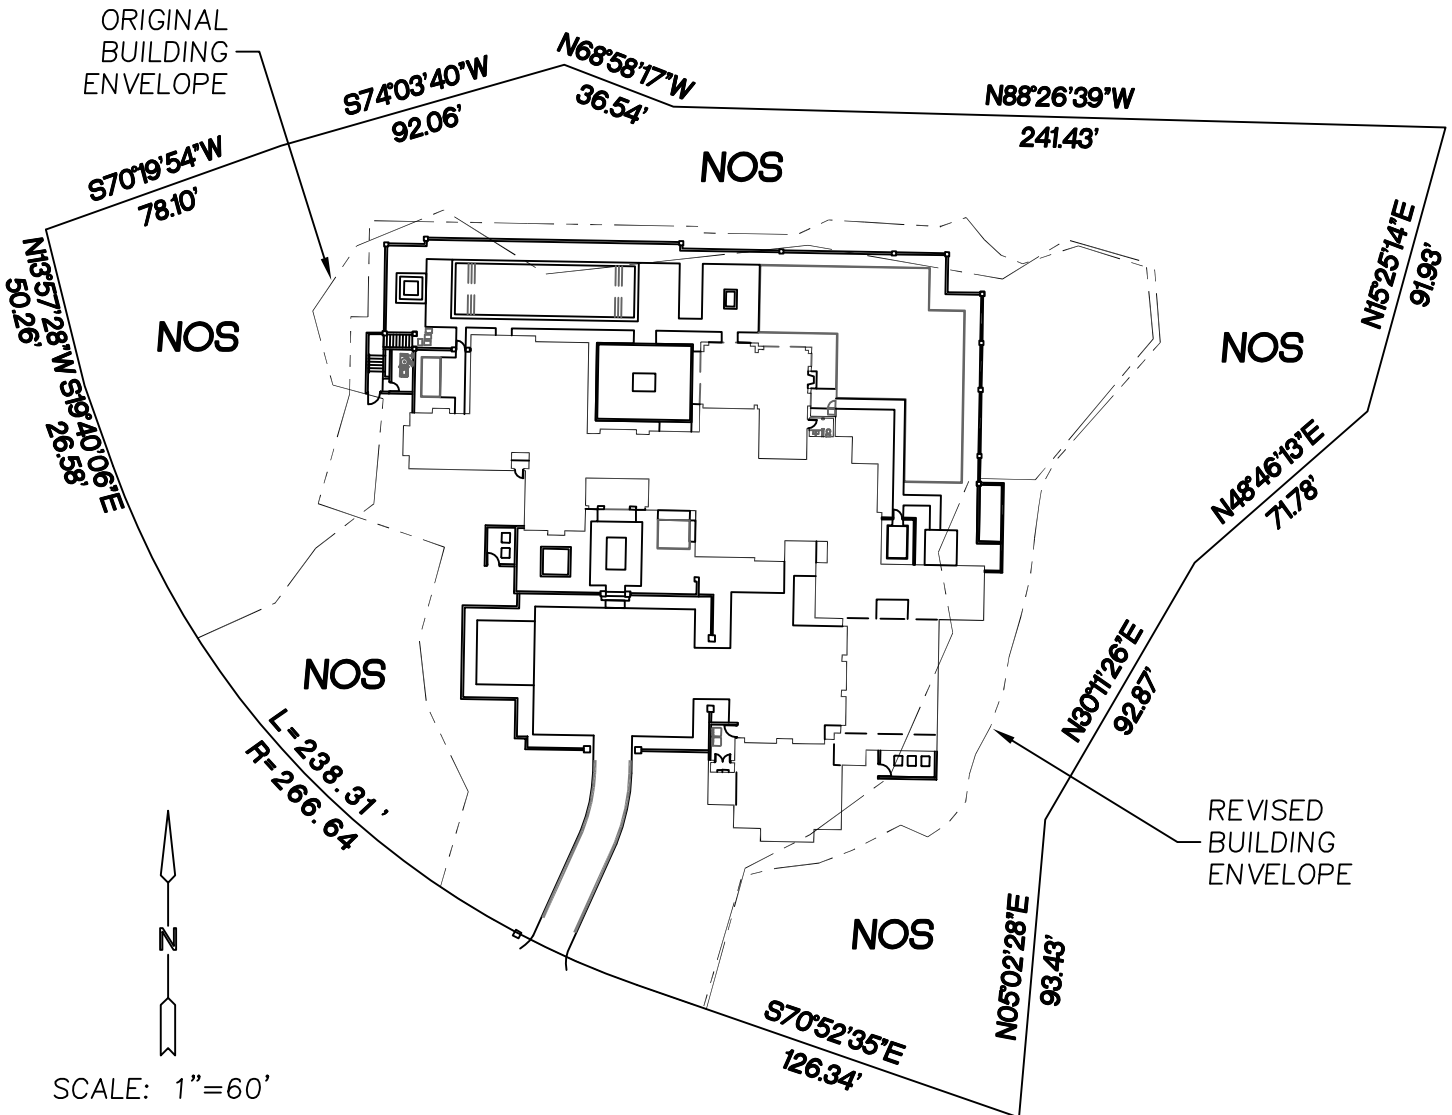 ORIGINAL
BUILDING
ENVELOPE
N68°58'17"W
36.54'
S74°03'40"W
92.06'
N88°26'39"W
241.43'
S70°19'54"W
78.10'
NOS
N15°25'14"E
91.93'
N13°57'28"W
50.26'
NOS
NOS
S19°40'06"E
26.58'
N48°46'13"E
71.78'
NOS
N30°11'26"E
92.87'
L=238.31'
R=266.64
REVISED
BUILDING
ENVELOPE
NOS
N05°02'28"E
93.43'
N
S70°52'35"E
126.34'
SCALE: 1"=60'